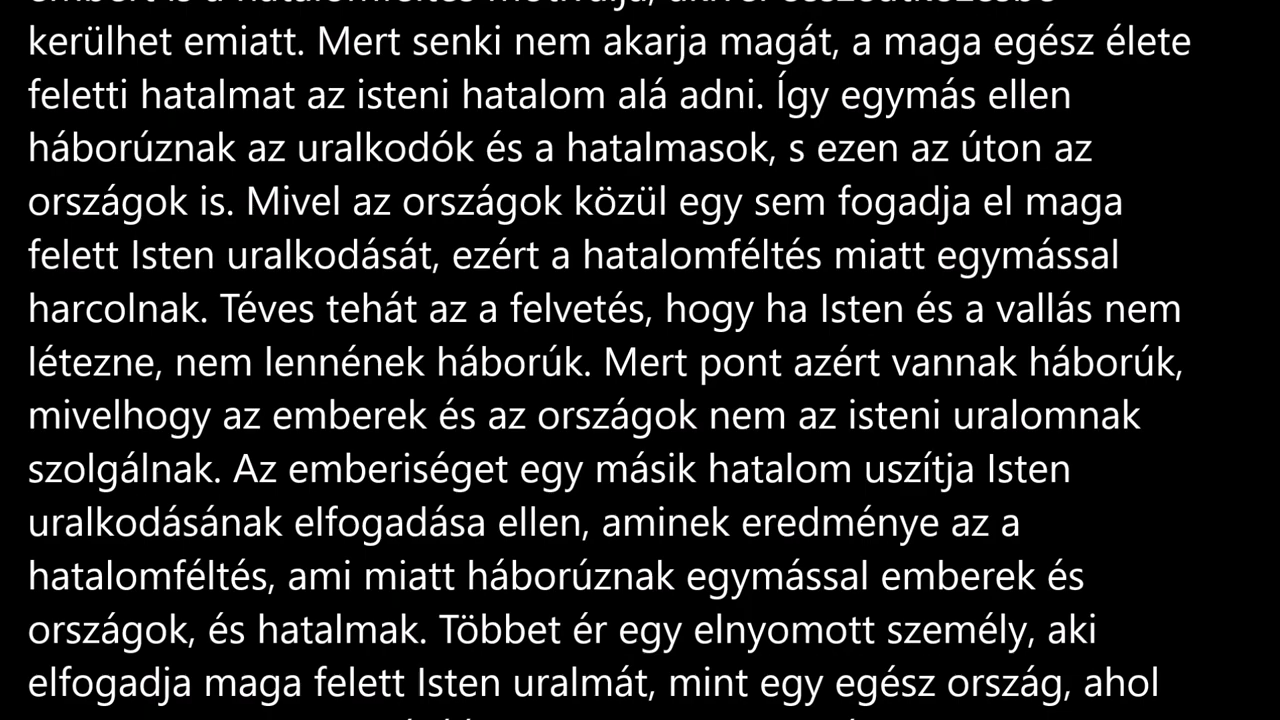 embert is a hatalomféltés motiválja, akivel összeütközésbe
kerülhet emiatt. Mert senki nem akarja magát, a maga egész élete
feletti hatalmat az isteni hatalom alá adni. Így egymás ellen
háborúznak az uralkodók és a hatalmasok, s ezen az úton az
országok is. Mivel az országok közül egy sem fogadja el maga
felett Isten uralkodását, ezért a hatalomféltés miatt egymással
harcolnak. Téves tehát az a felvetés, hogy ha Isten és a vallás nem
létezne, nem lennének háborúk. Mert pont azért vannak háborúk,
mivelhogy az emberek és az országok nem az isteni uralomnak
szolgálnak. Az emberiséget egy másik hatalom uszítja Isten
uralkodásának elfogadása ellen, aminek eredménye az a
hatalomféltés, ami miatt háborúznak egymással emberek és
országok, és hatalmak. Többet ér egy elnyomott személy, aki
elfogadja maga felett Isten uralmát, mint egy egész ország, ahol